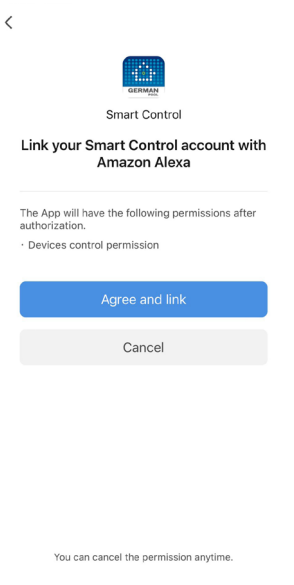 GERMAN
POOL
Smart Control
Link your Smart Control account with
Amazon Alexa
The App will have the following permissions after
authorization.
· Devices control permission
Agree and link
Cancel
You can cancel the permission anytime.